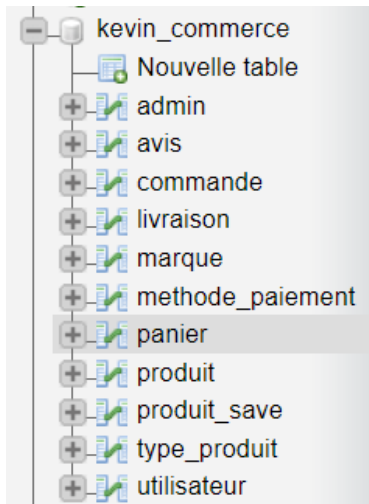 kevin_commerce
Nouvelle table
admin
avis
commande
livraison
marque
methode_paiement
panier
produit
produit_save
type_produit
utilisateur